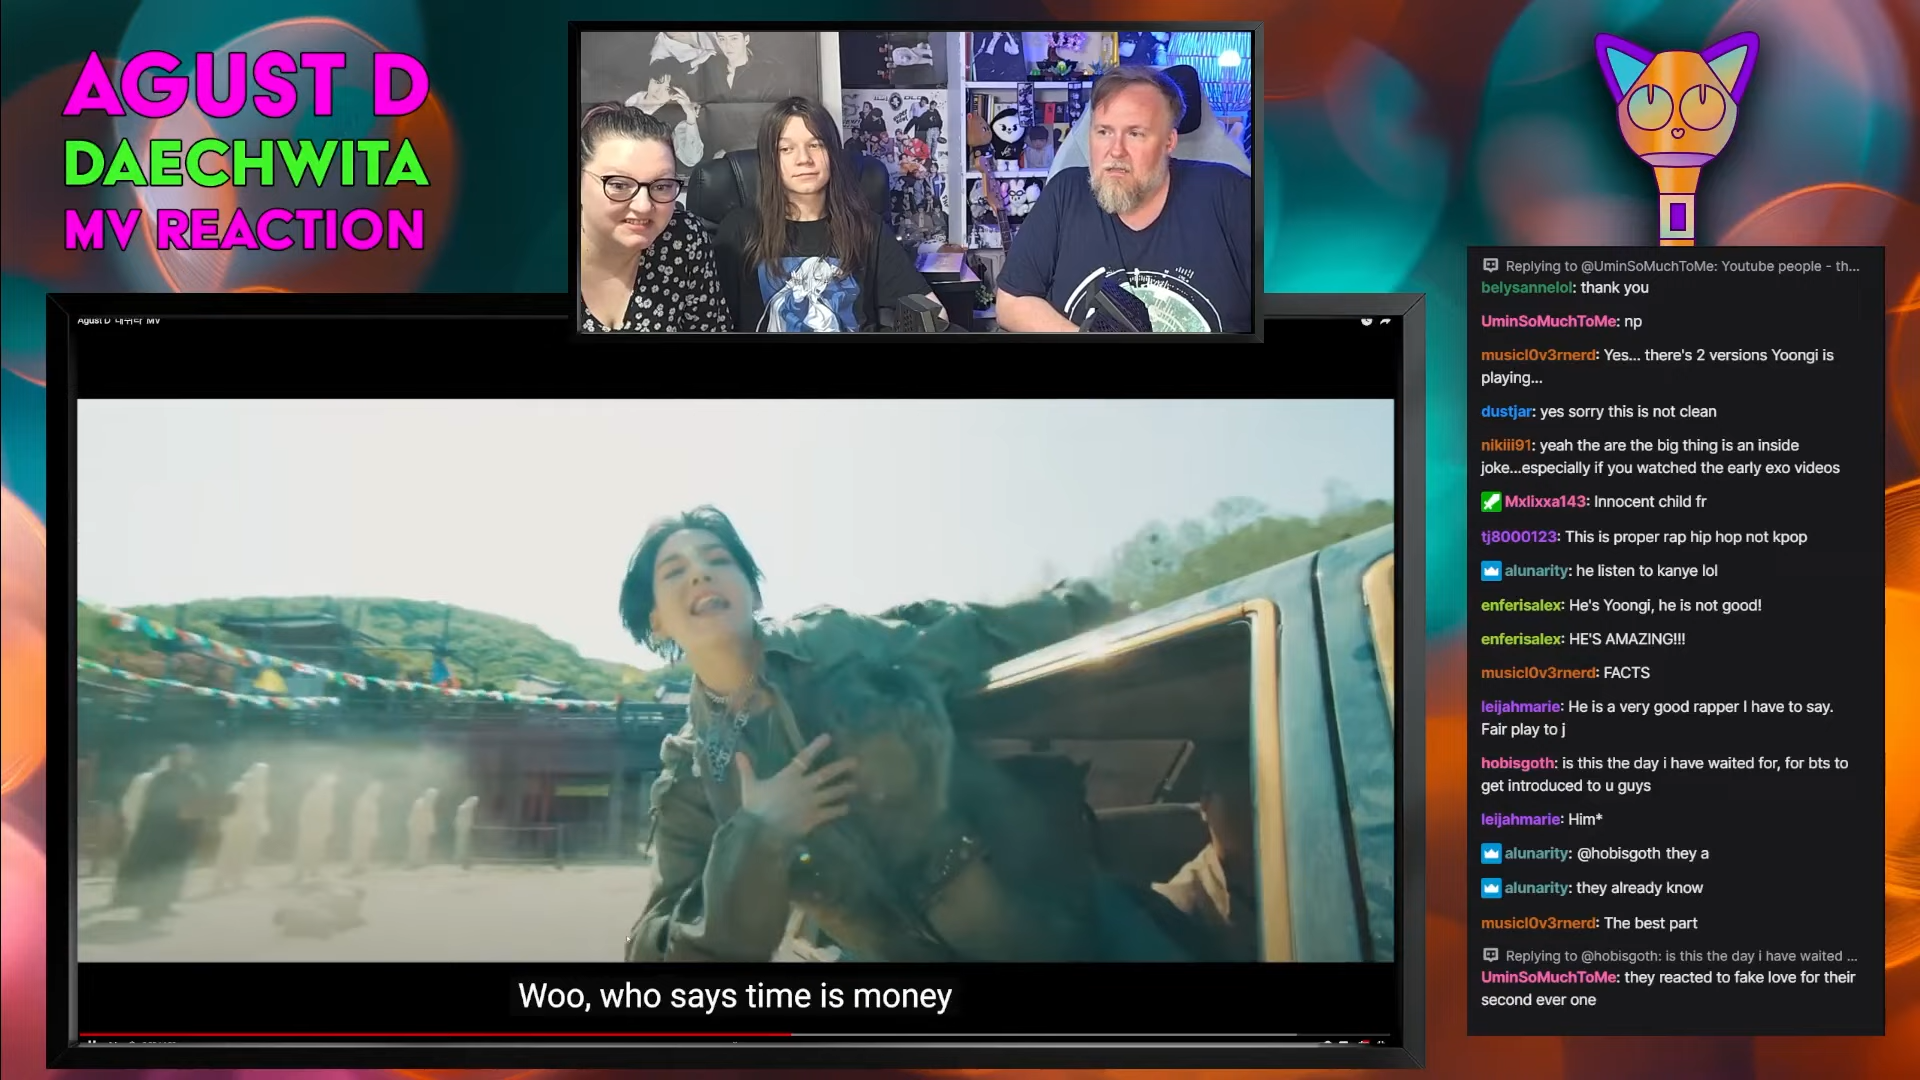 AGUST D
DAECHWITA
MV REACTION
Agust D '대취타' MV
Woo, who says time is money
Replying to @UminSoMuchToMe: Youtube people - th...
belysannelol: thank you
UminSoMuchToMe: np
musicl0v3rnerd: Yes... there's 2 versions Yoongi is
playing...
dustjar: yes sorry this is not clean
nikiii91: yeah the are the big thing is an inside
joke...especially if you watched the early exo videos
Mxlixxa143: Innocent child fr
tj8000123: This is proper rap hip hop not kpop
alunarity: he listen to kanye lol
enferisalex: He's Yoongi, he is not good!
enferisalex: HE'S AMAZING!!!
musicl0v3rnerd: FACTS
leijahmarie: He is a very good rapper I have to say.
Fair play to j
hobisgoth: is this the day i have waited for, for bts to
get introduced to u guys
leijahmarie: Him*
alunarity: @hobisgoth they a
alunarity: they already know
musicl0v3rnerd: The best part
Replying to @hobisgoth: is this the day i have waited ...
UminSoMuchToMe: they reacted to fake love for their
second ever one